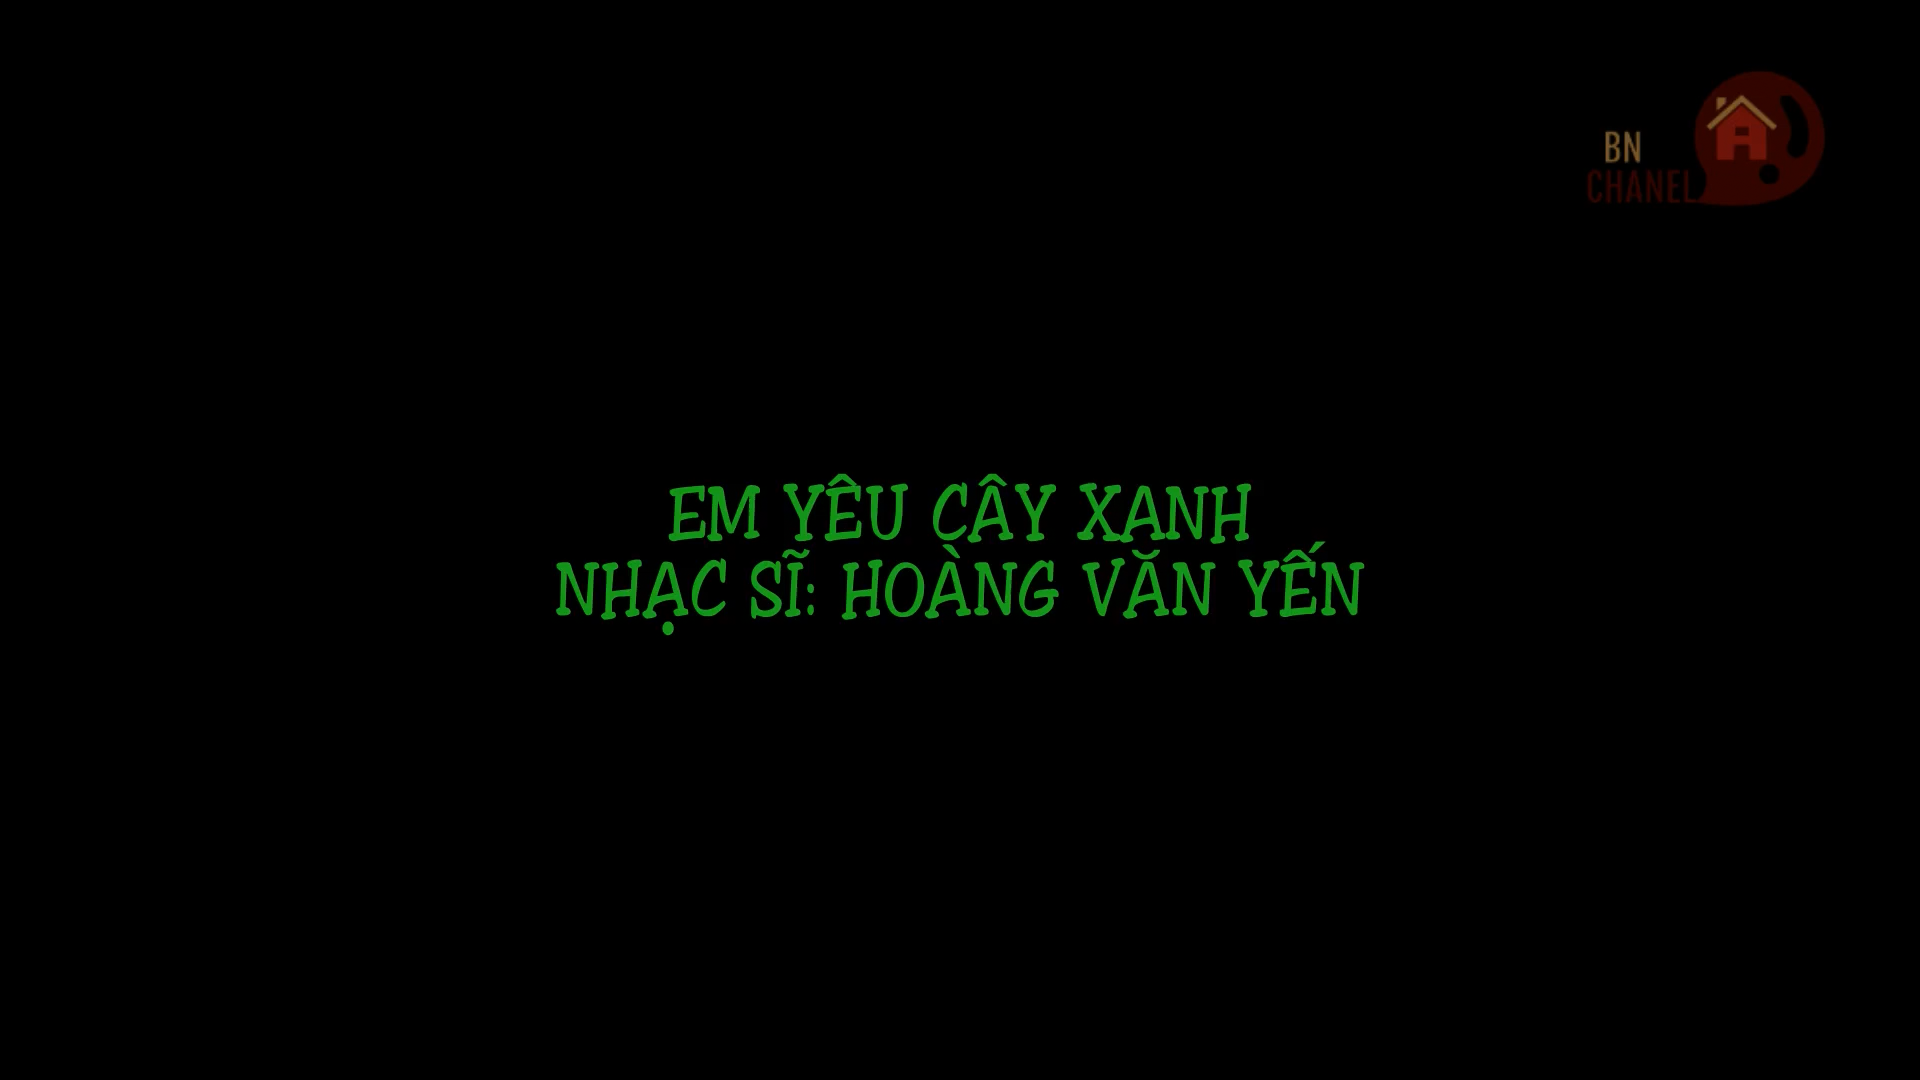 BN
CHANEL
EM YÊU CÂY XANH
NHẠC SĨ: HOÀNG VĂN YẾN